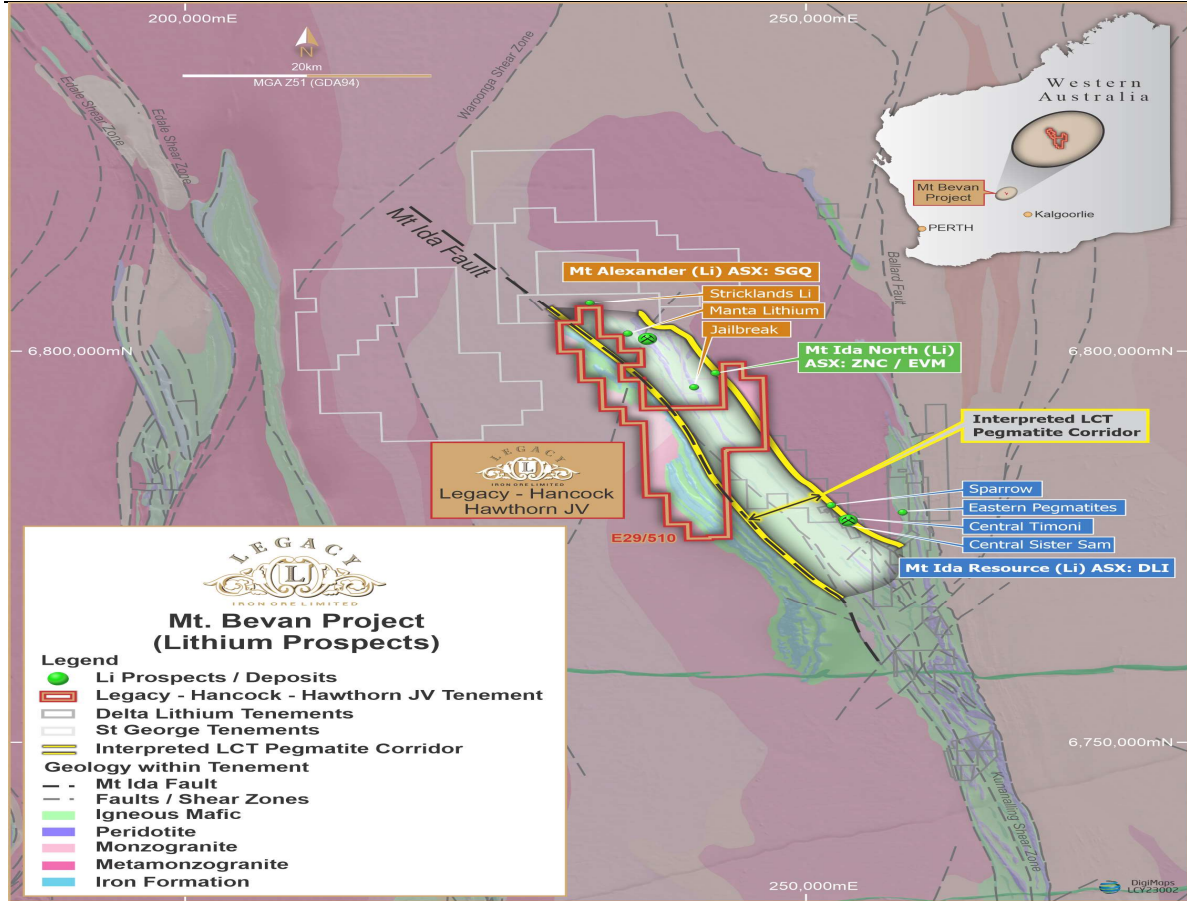 200,000mE
250,000mE
N
20km
MGA Z51 (GDA94)
Edale Shear Zone
Edale Shear Zone
Waroonga Shear Zone
Western
Australia
Mt Bevan
Project
Kalgoorlie
PERTH
Mt Ida Fault
Ballard Fault
Mt Alexander (Li) ASX: SGQ
Stricklands Li
Manta Lithium
Jailbreak
6,800,000mN
6,800,000mN
Mt Ida North (Li)
ASX: ZNC / EVM
Interpreted LCT
Pegmatite Corridor
LEGACY
L
IRON ORE LIMITED
Legacy - Hancock
Hawthorn JV
Sparrow
Eastern Pegmatites
Central Timoni
Central Sister Sam
E29/510
Mt Ida Resource (Li) ASX: DLI
LEGACY
L
IRON ORE LIMITED
Mt. Bevan Project
(Lithium Prospects)
Legend
Li Prospects / Deposits
Legacy - Hancock - Hawthorn JV Tenement
Delta Lithium Tenements
St George Tenements
Interpreted LCT Pegmatite Corridor
Geology within Tenement
Mt Ida Fault
Faults / Shear Zones
Igneous Mafic
Peridotite
Monzogranite
Metamonzogranite
Iron Formation
6,750,000mN
Kunanalling Shear Zone
250,000mE
DigiMaps
LCY23002